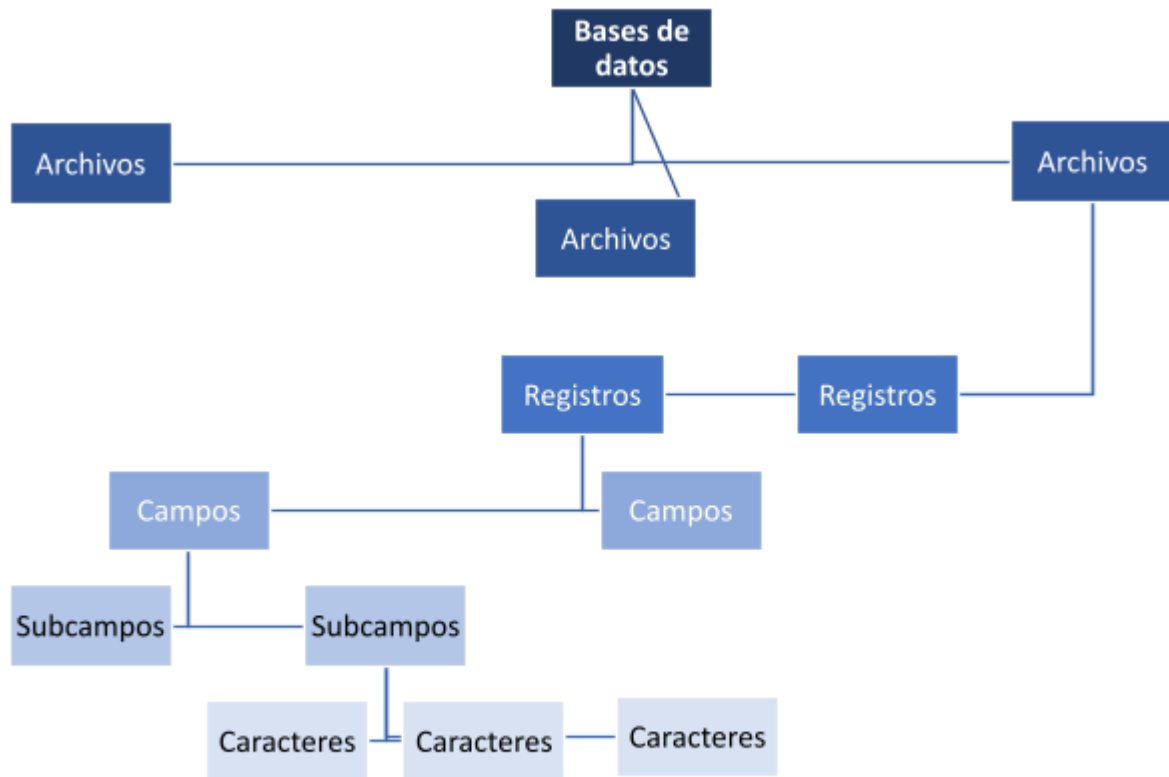 Bases de
datos
Archivos
Archivos
Archivos
Registros
Registros
Campos
Campos
Subcampos
Subcampos
Caracteres
Caracteres
Caracteres